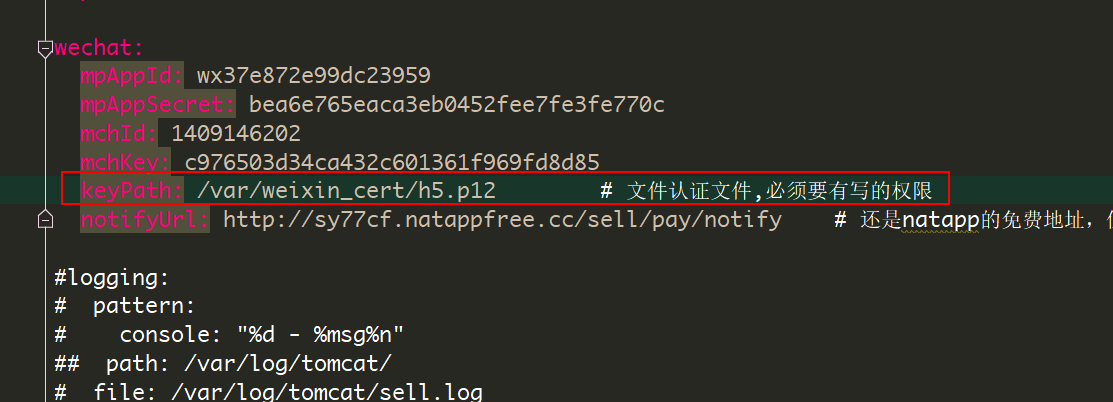 wechat:
mpAppId: wx37e872e99dc23959
mpAppSecret: bea6e765eaca3eb0452fee7fe3fe770c
mchId: 1409146202
mchKey: c976503d34ca432c601361f969fd8d85
keyPath: /var/weixin_cert/h5.p12 # 文件认证文件,必须要有写的权限
notifyUrl: http://sy77cf.natappfree.cc/sell/pay/notify # 还是natapp的免费地址，
#logging:
# pattern:
# console: "%d - %msg%n"
## path: /var/log/tomcat/
# file: /var/log/tomcat/sell.log